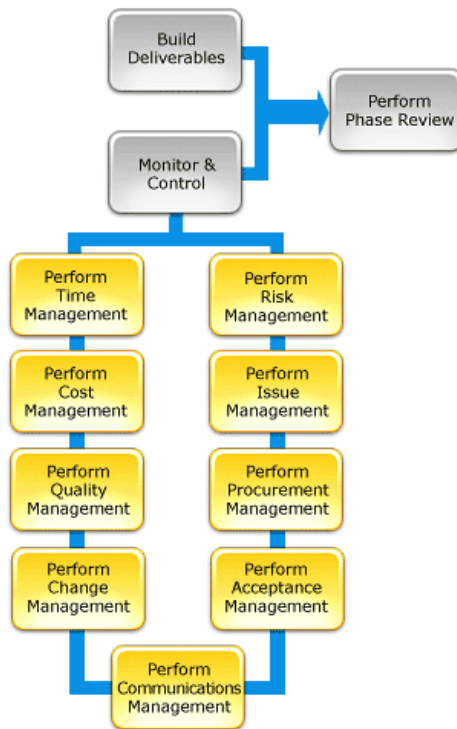 Build
Deliverables
Perform
Phase Review
Monitor &
Control
Perform
Time
Management
Perform
Risk
Management
Perform
Cost
Management
Perform
Issue
Management
Perform
Quality
Management
Perform
Procurement
Management
Perform
Change
Management
Perform
Acceptance
Management
Perform
Communications
Management